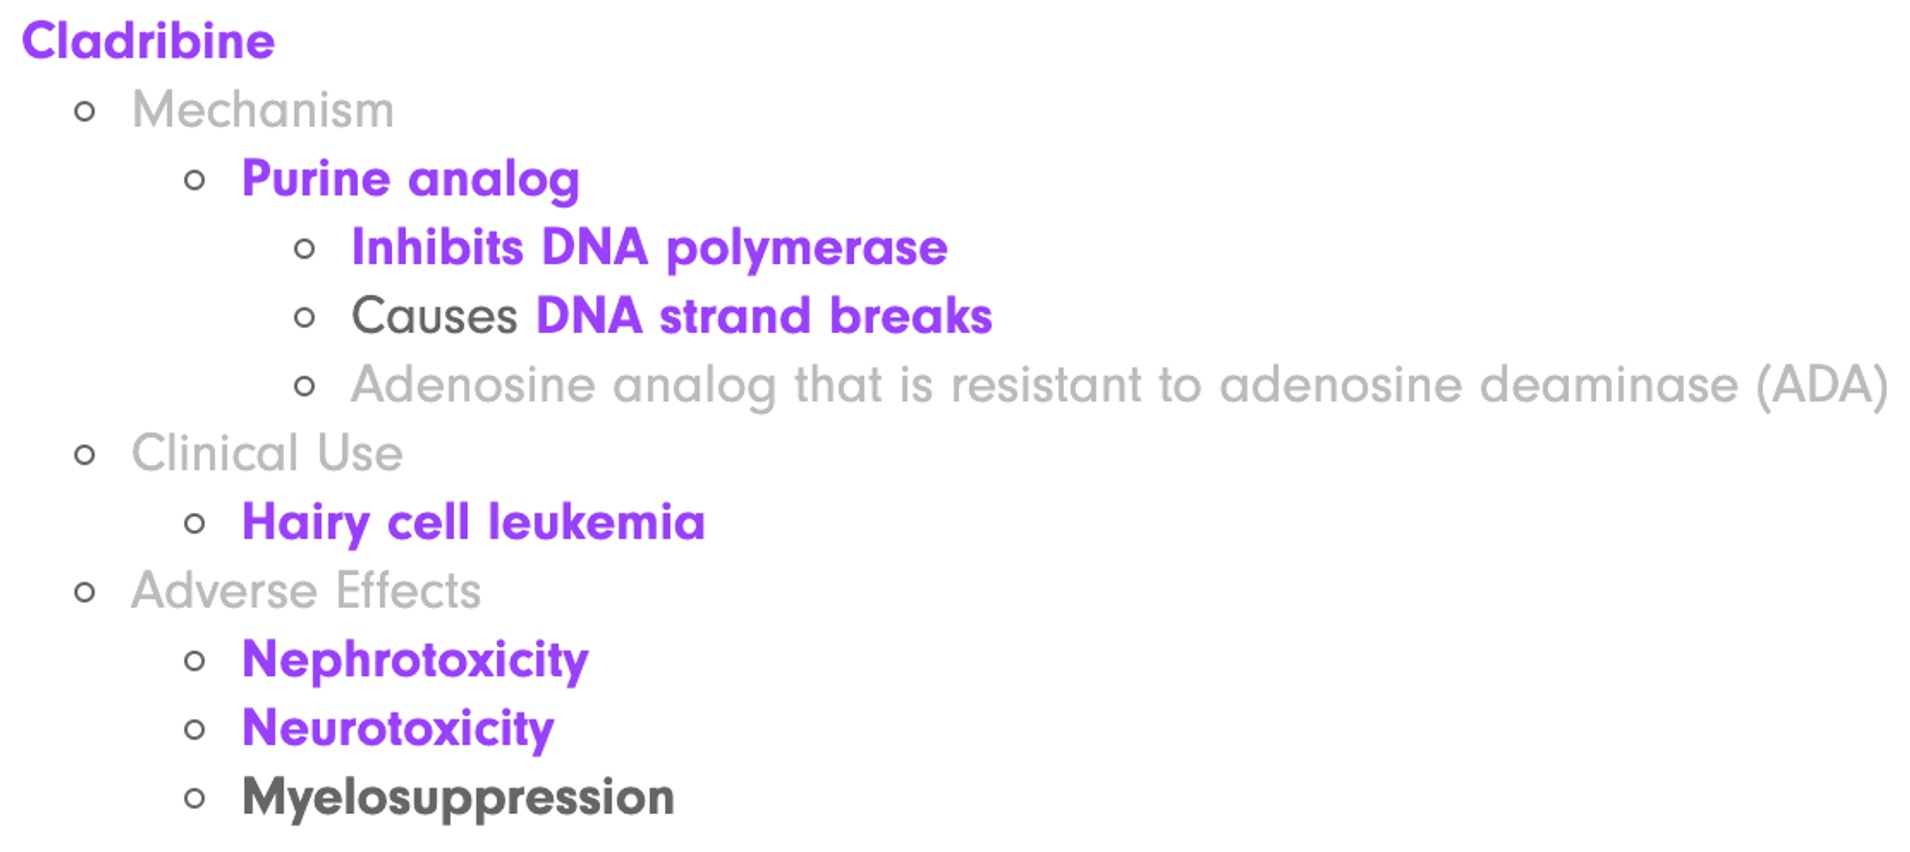 Cladribine
Mechanism
Purine analog
Inhibits DNA polymerase
Causes DNA strand breaks
Adenosine analog that is resistant to adenosine deaminase (ADA)
Clinical Use
Hairy cell leukemia
Adverse Effects
Nephrotoxicity
Neurotoxicity
Myelosuppression